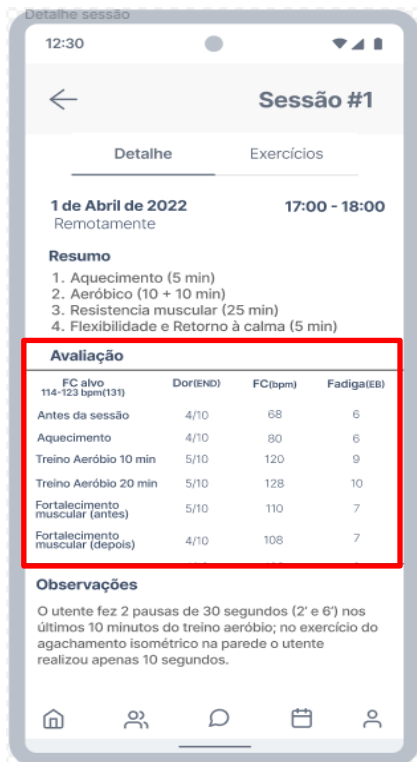 Detalhe sessão
12:30
Sessão #1
Detalhe Exercícios
1 de Abril de 2022 17:00 - 18:00
Remotamente
Resumo
1. Aquecimento (5 min)
2. Aeróbico (10 + 10 min)
3. Resistencia muscular (25 min)
4. Flexibilidade e Retorno à calma (5 min)
Avaliação
FC alvo
114-123 bpm(131) Dor(END) FC(bpm) Fadiga(EB)
Antes da sessão 4/10 68 6
Aquecimento 4/10 80 6
Treino Aeróbio 10 min 5/10 120 9
Treino Aeróbio 20 min 5/10 128 10
Fortalecimento
muscular (antes) 5/10 110 7
Fortalecimento
muscular (depois) 4/10 108 7
Observações
O utente fez 2 pausas de 30 segundos (2' e 6') nos
últimos 10 minutos do treino aeróbio; no exercício do
agachamento isométrico na parede o utente
realizou apenas 10 segundos.